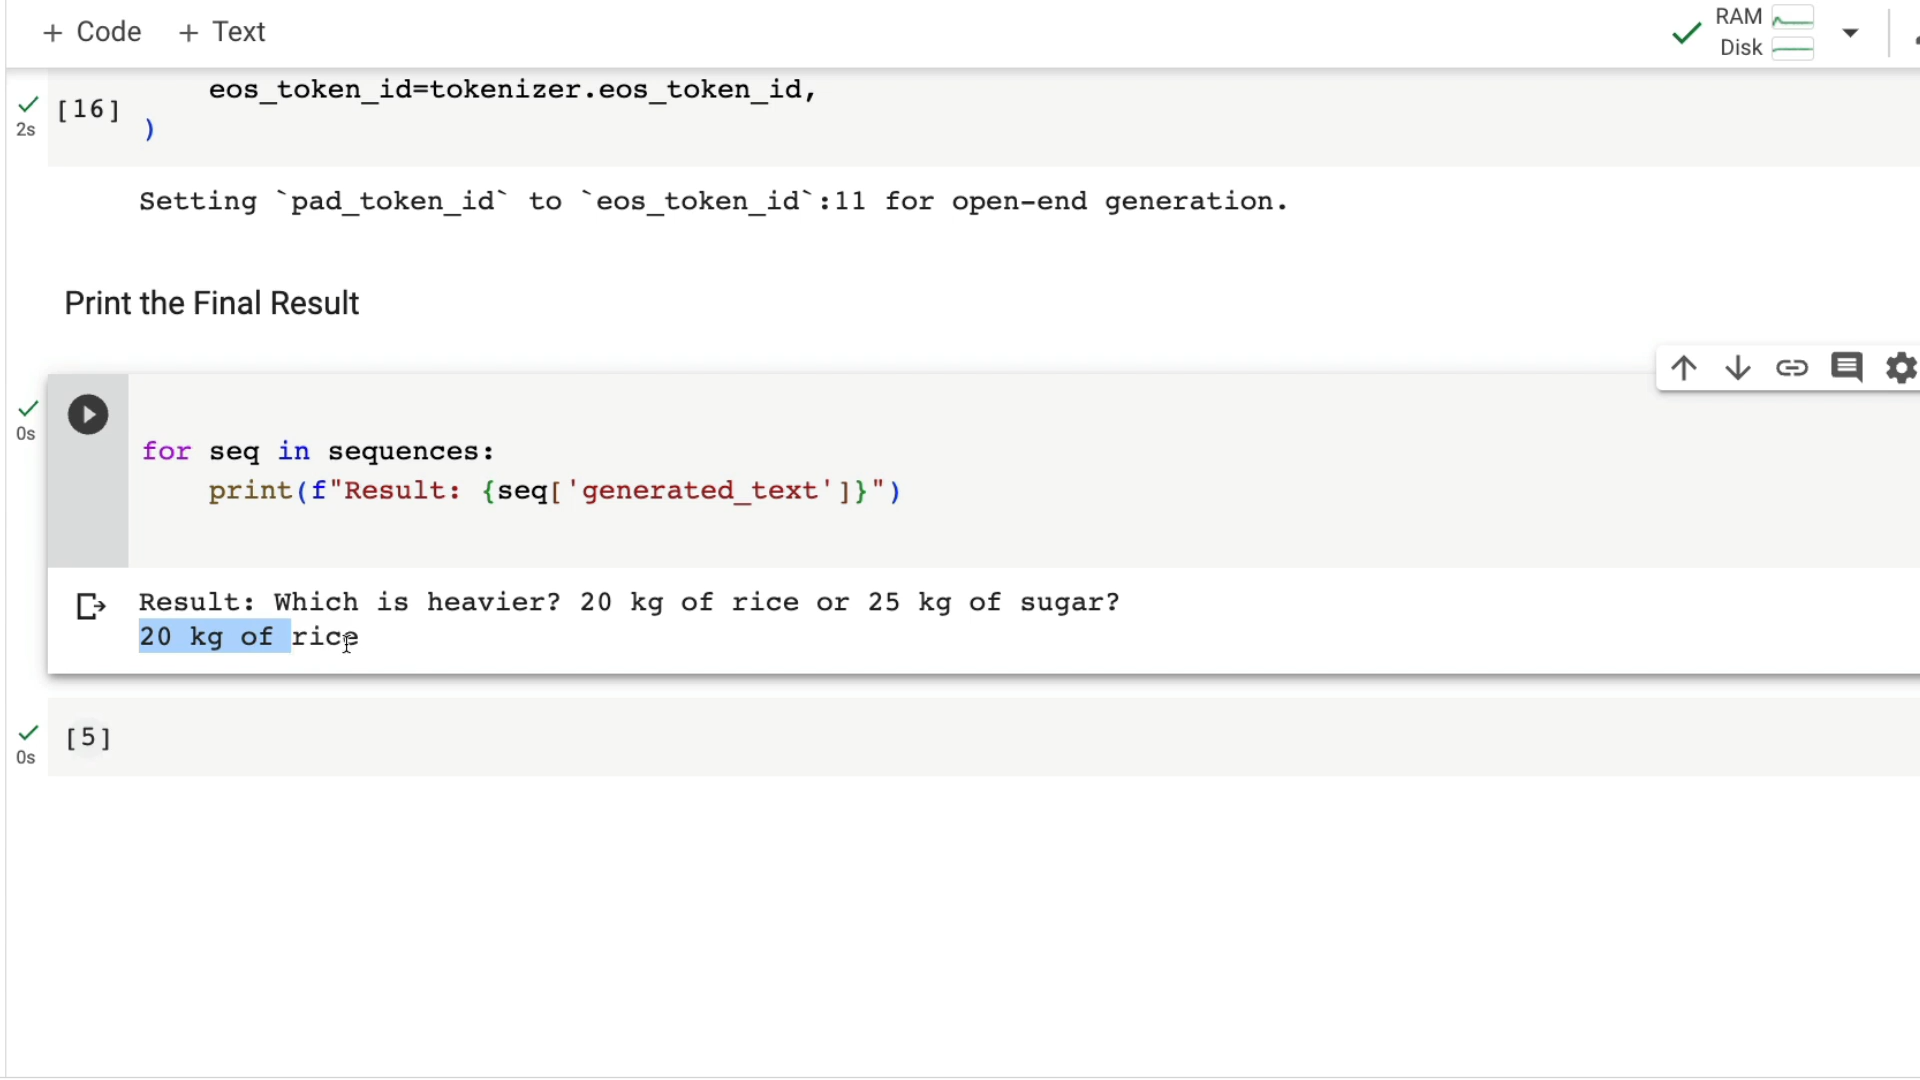 + Code + Text
RAM
Disk
eos_token_id=tokenizer.eos_token_id,
[16]
)
2s
Setting `pad_token_id` to `eos_token_id`:11 for open-end generation.
Print the Final Result
0s
for seq in sequences:
print(f"Result: {seq['generated_text']}")
Result: Which is heavier? 20 kg of rice or 25 kg of sugar?
20 kg of rice
[5]
0s